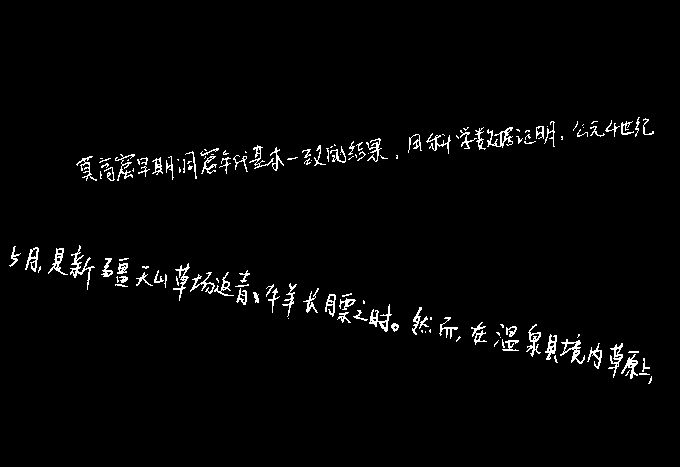 莫高窟早期洞窟年代基本一致的结果，用科学数据证明，公元4世纪
5月，是新疆天山草场返青、牛羊长膘之时。然而，在温泉县境内草原上，